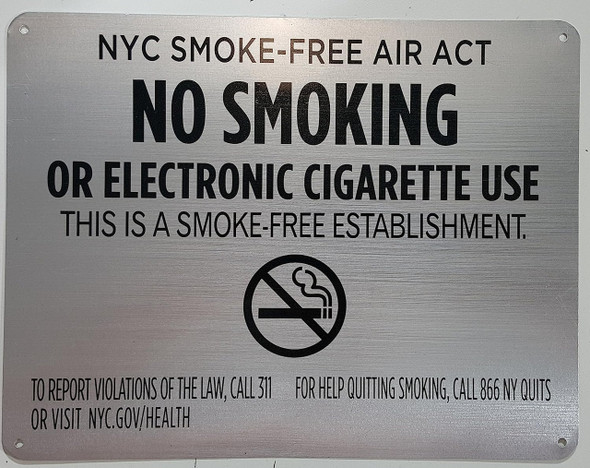 NYC SMOKE-FREE AIR ACT
NO SMOKING
OR ELECTRONIC CIGARETTE USE
THIS IS A SMOKE-FREE ESTABLISHMENT.
TO REPORT VIOLATIONS OF THE LAW, CALL 311 FOR HELP QUITTING SMOKING, CALL 866 NY QUITS
OR VISIT NYC.GOV/HEALTH